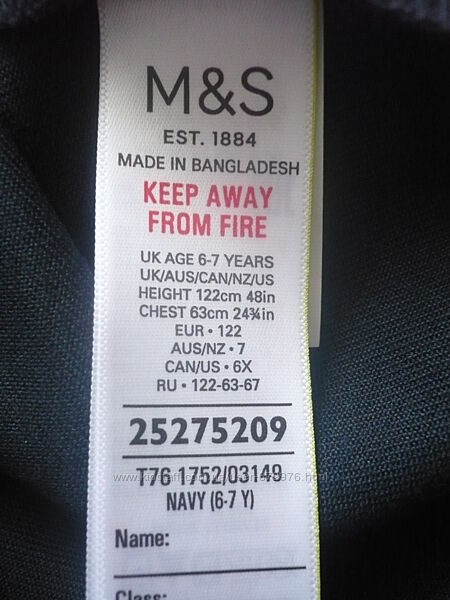 M&S
EST. 1884
MADE IN BANGLADESH
KEEP AWAY
FROM FIRE
UK AGE 6-7 YEARS
UK/AUS/CAN/NZ/US
HEIGHT 122cm 48in
CHEST 63cm 24¾in
EUR • 122
AUS/NZ • 7
CAN/US • 6X
RU • 122-63-67
25275209
T76 1752/03149
NAVY (6-7 Y)
Name:
Class: